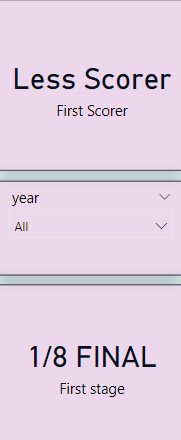 Less Scorer
First Scorer
year
All
1/8 FINAL
First stage